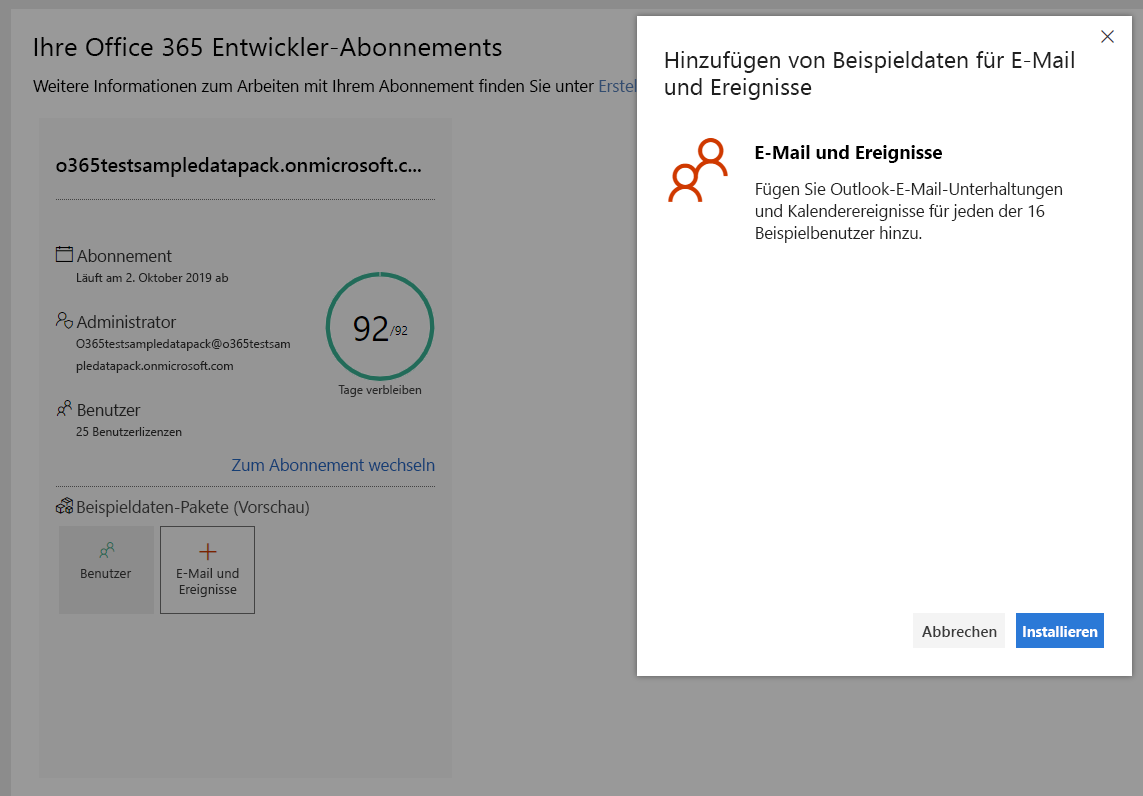 Ihre Office 365 Entwickler-Abonnements
Weitere Informationen zum Arbeiten mit Ihrem Abonnement finden Sie unter Erstel
o365testsampledatapack.onmicrosoft.c...
Abonnement
Läuft am 2. Oktober 2019 ab
Administrator
O365testsampledatapack@o365testsam
pledatapack.onmicrosoft.com
92/92
Tage verbleiben
Benutzer
25 Benutzerlizenzen
Zum Abonnement wechseln
Beispieldaten-Pakete (Vorschau)
Benutzer
E-Mail und
Ereignisse
Hinzufügen von Beispieldaten für E-Mail
und Ereignisse
E-Mail und Ereignisse
Fügen Sie Outlook-E-Mail-Unterhaltungen
und Kalenderereignisse für jeden der 16
Beispielbenutzer hinzu.
Abbrechen
Installieren